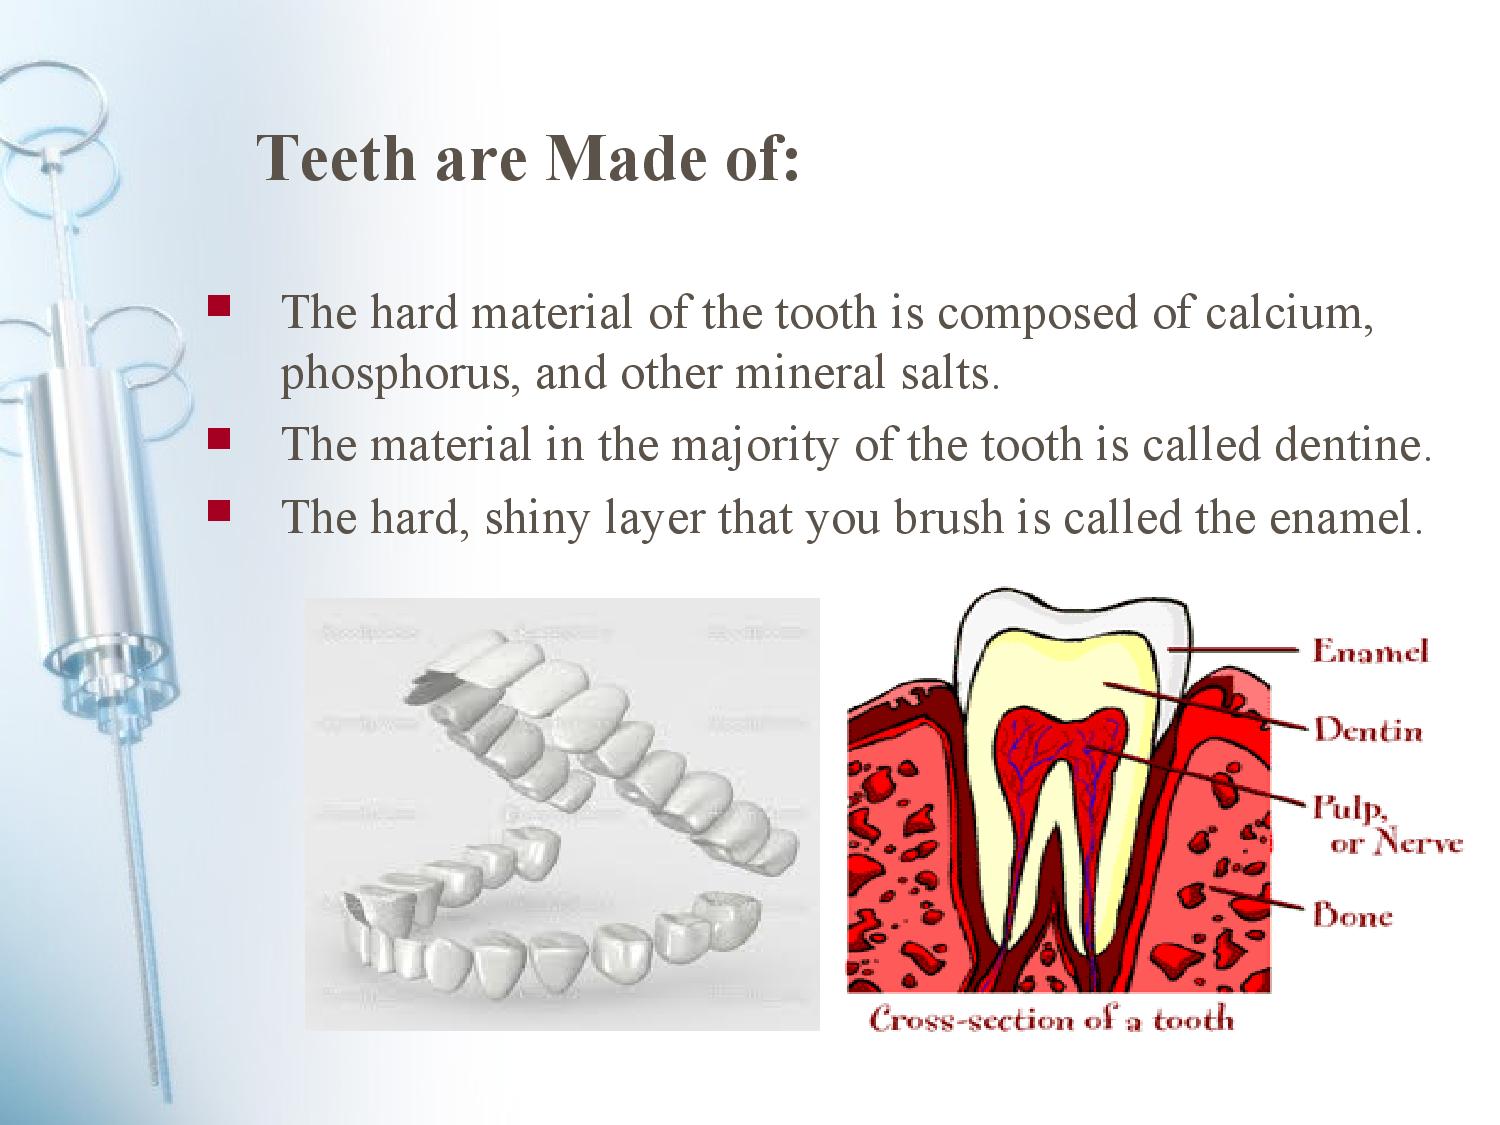 Teeth are Made of:
The hard material of the tooth is composed of calcium,
phosphorus, and other mineral salts.
The material in the majority of the tooth is called dentine.
The hard, shiny layer that you brush is called the enamel.
Enamel
Dentin
Pulp,
or Nerve
Bone
Cross-section of a tooth